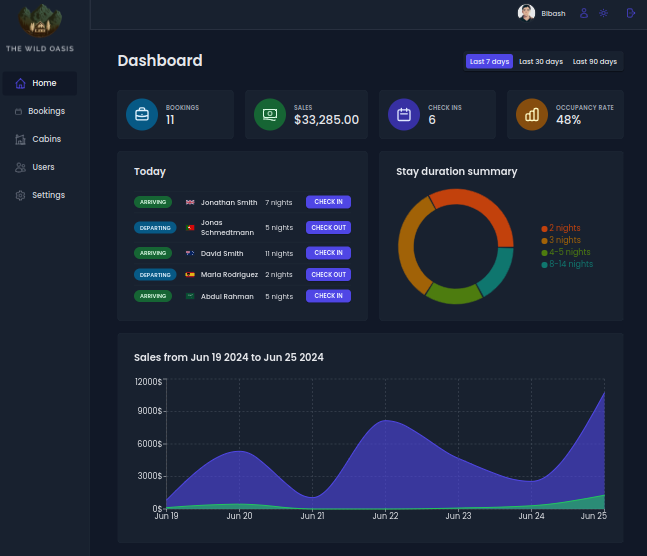 THE WILD OASIS
Bibash
Home
Bookings
Cabins
Users
Settings
Dashboard
Last 7 days Last 30 days Last 90 days
BOOKINGS
11
SALES
$33,285.00
CHECK INS
6
OCCUPANCY RATE
48%
Today
ARRIVING Jonathan Smith 7 nights CHECK IN
DEPARTING Jonas Schmedtmann 5 nights CHECK OUT
ARRIVING David Smith 11 nights CHECK IN
DEPARTING Maria Rodriguez 2 nights CHECK OUT
ARRIVING Abdul Rahman 5 nights CHECK IN
Stay duration summary
2 nights
3 nights
4-5 nights
8-14 nights
Sales from Jun 19 2024 to Jun 25 2024
12000$
9000$
6000$
3000$
0$
Jun 19 Jun 20 Jun 21 Jun 22 Jun 23 Jun 24 Jun 25